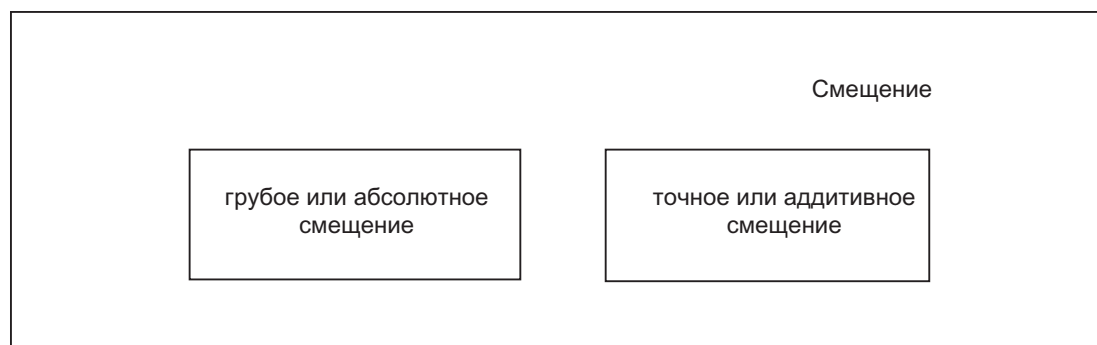 Смещение
грубое или абсолютное
смещение
точное или аддитивное
смещение